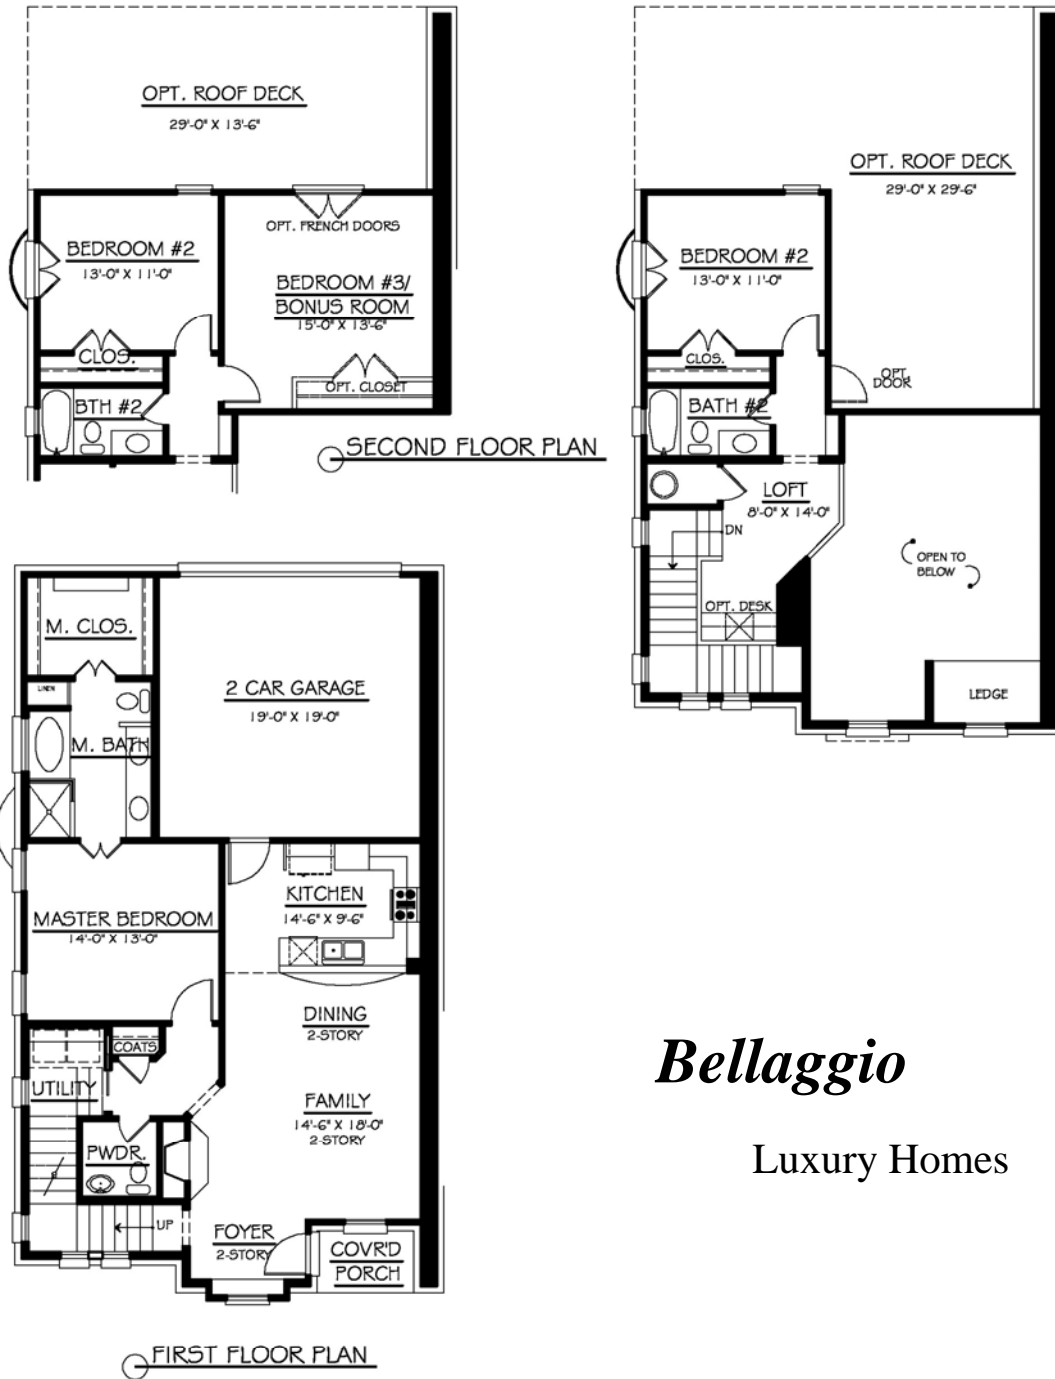 OPT. ROOF DECK
29'-0" X 13'-6"
OPT. FRENCH DOORS
BEDROOM #2
13'-0" X 11'-0"
BEDROOM #3/
BONUS ROOM
15'-0" X 13'-6"
CLOS.
OPT. CLOSET
BTH #2
SECOND FLOOR PLAN
OPT. ROOF DECK
29'-0" X 29'-6"
BEDROOM #2
13'-0" X 11'-0"
CLOS.
OPT.
DOOR
BATH #2
LOFT
8'-0" X 14'-0"
DN
OPEN TO
BELOW
OPT. DESK
LEDGE
M. CLOS.
LINEN
2 CAR GARAGE
19'-0" X 19'-0"
M. BATH
KITCHEN
14'-6" X 9'-6"
MASTER BEDROOM
14'-0" X 13'-0"
DINING
2-STORY
COATS
UTILITY
FAMILY
14'-6" X 18'-0"
2-STORY
PWDR.
UP
FOYER
2-STORY
COVR'D
PORCH
FIRST FLOOR PLAN
Bellaggio
Luxury Homes